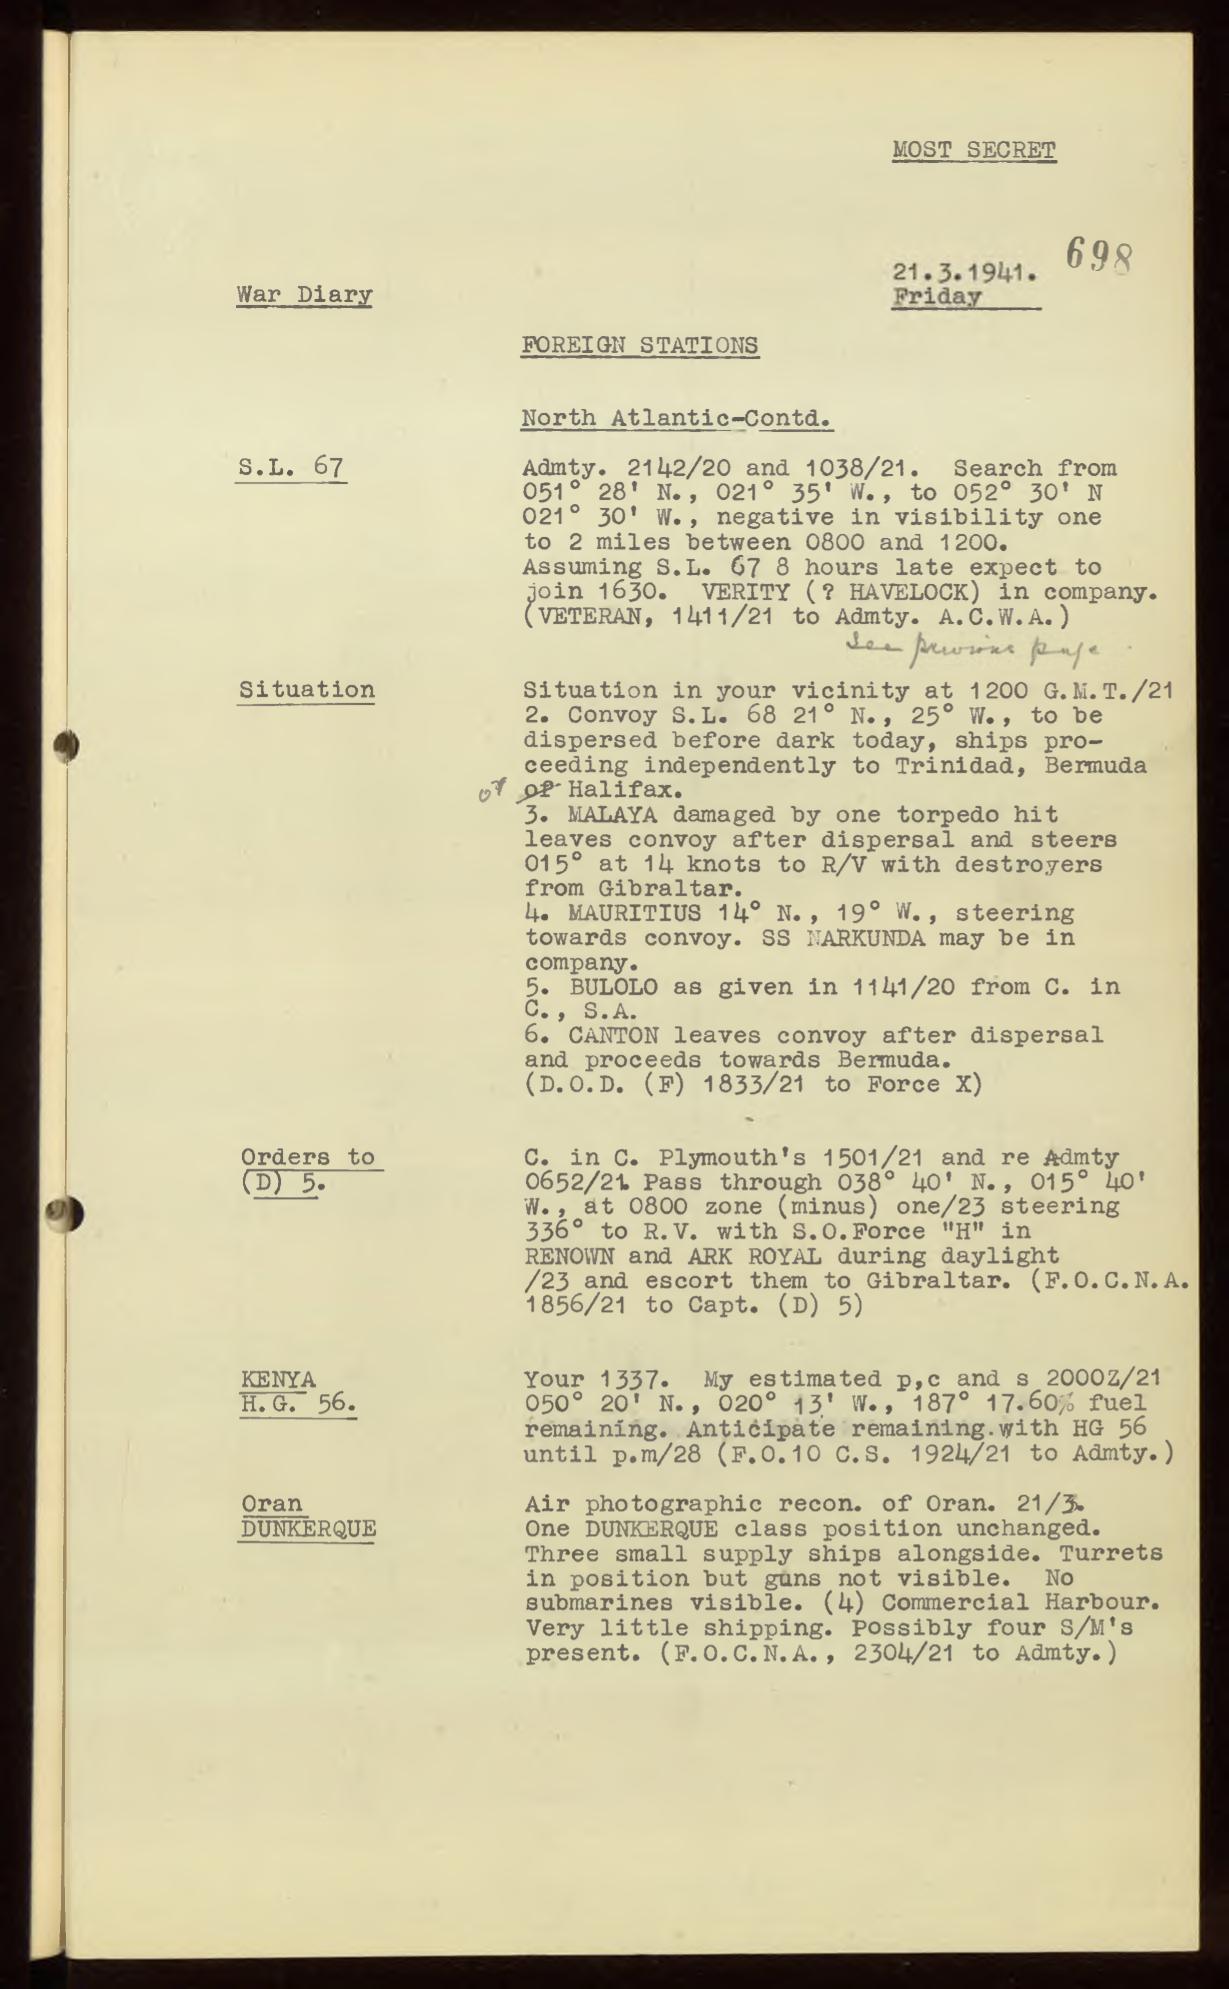 MOST SECRET
698
21.3.1941.
War Diary
Friday
FOREIGN STATIONS
North Atlantic-Contd.
S.L. 67
Admty. 2142/20 and 1038/21. Search from
051° 28' N., 021° 35' W., to 052° 30' N
021° 30' W., negative in visibility one
to 2 miles between 0800 and 1200.
Assuming S.L. 67 8 hours late expect to
join 1630. VERITY (? HAVELOCK) in company.
(VETERAN, 1411/21 to Admty. A.C.W.A.)
See previous page
Situation
Situation in your vicinity at 1200 G.M.T./21
2. Convoy S.L. 68 21° N., 25° W., to be
dispersed before dark today, ships pro-
ceeding independently to Trinidad, Bermuda
or of Halifax.
3. MALAYA damaged by one torpedo hit
leaves convoy after dispersal and steers
015° at 14 knots to R/V with destroyers
from Gibraltar.
4. MAURITIUS 14° N., 19° W., steering
towards convoy. SS NARKUNDA may be in
company.
5. BULOLO as given in 1141/20 from C. in
C., S.A.
6. CANTON leaves convoy after dispersal
and proceeds towards Bermuda.
(D.O.D. (F) 1833/21 to Force X)
Orders to
(D) 5.
C. in C. Plymouth's 1501/21 and re Admty
0652/21. Pass through 038° 40' N., 015° 40'
W., at 0800 zone (minus) one/23 steering
336° to R.V. with S.O.Force "H" in
RENOWN and ARK ROYAL during daylight
/23 and escort them to Gibraltar. (F.O.C.N.A.
1856/21 to Capt. (D) 5)
KENYA
H.G. 56.
Your 1337. My estimated p,c and s 2000Z/21
050° 20' N., 020° 13' W., 187° 17.60% fuel
remaining. Anticipate remaining.with HG 56
until p.m/28 (F.O.10 C.S. 1924/21 to Admty.)
Oran
DUNKERQUE
Air photographic recon. of Oran. 21/3.
One DUNKERQUE class position unchanged.
Three small supply ships alongside. Turrets
in position but guns not visible. No
submarines visible. (4) Commercial Harbour.
Very little shipping. Possibly four S/M's
present. (F.O.C.N.A., 2304/21 to Admty.)